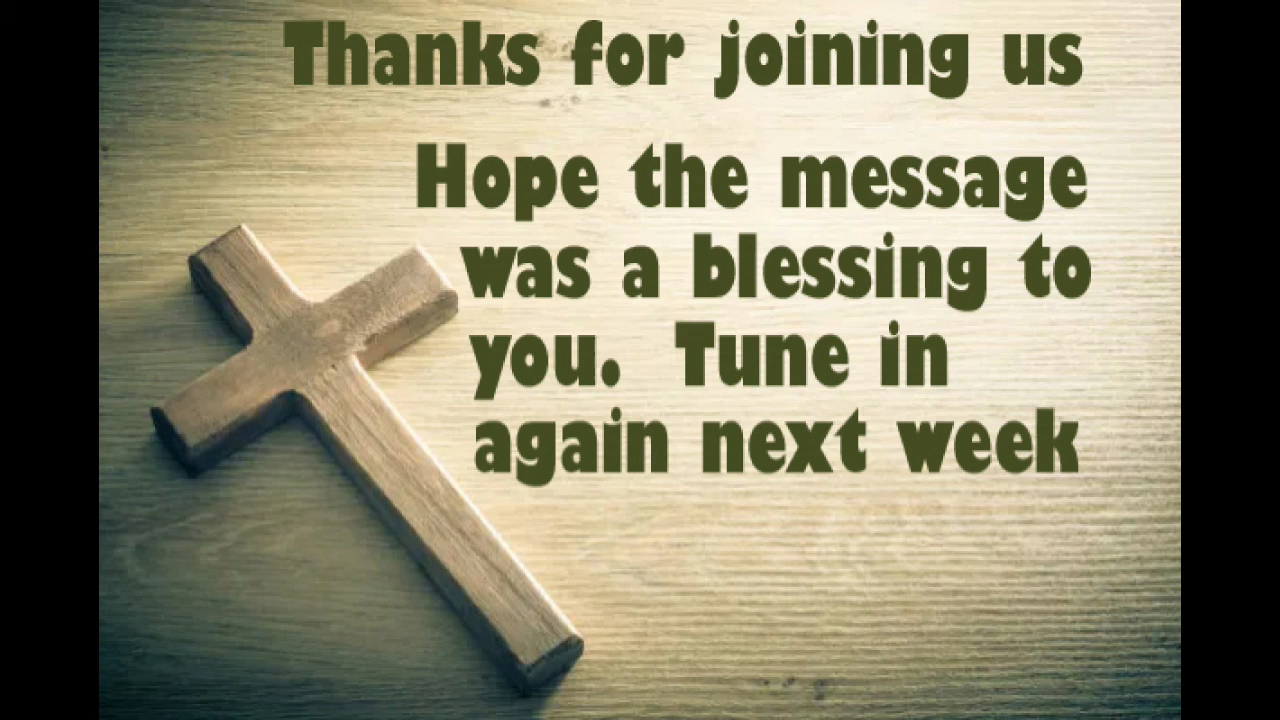 Thanks for joining us
Hope the message
was a blessing to
you. Tune in
again next week